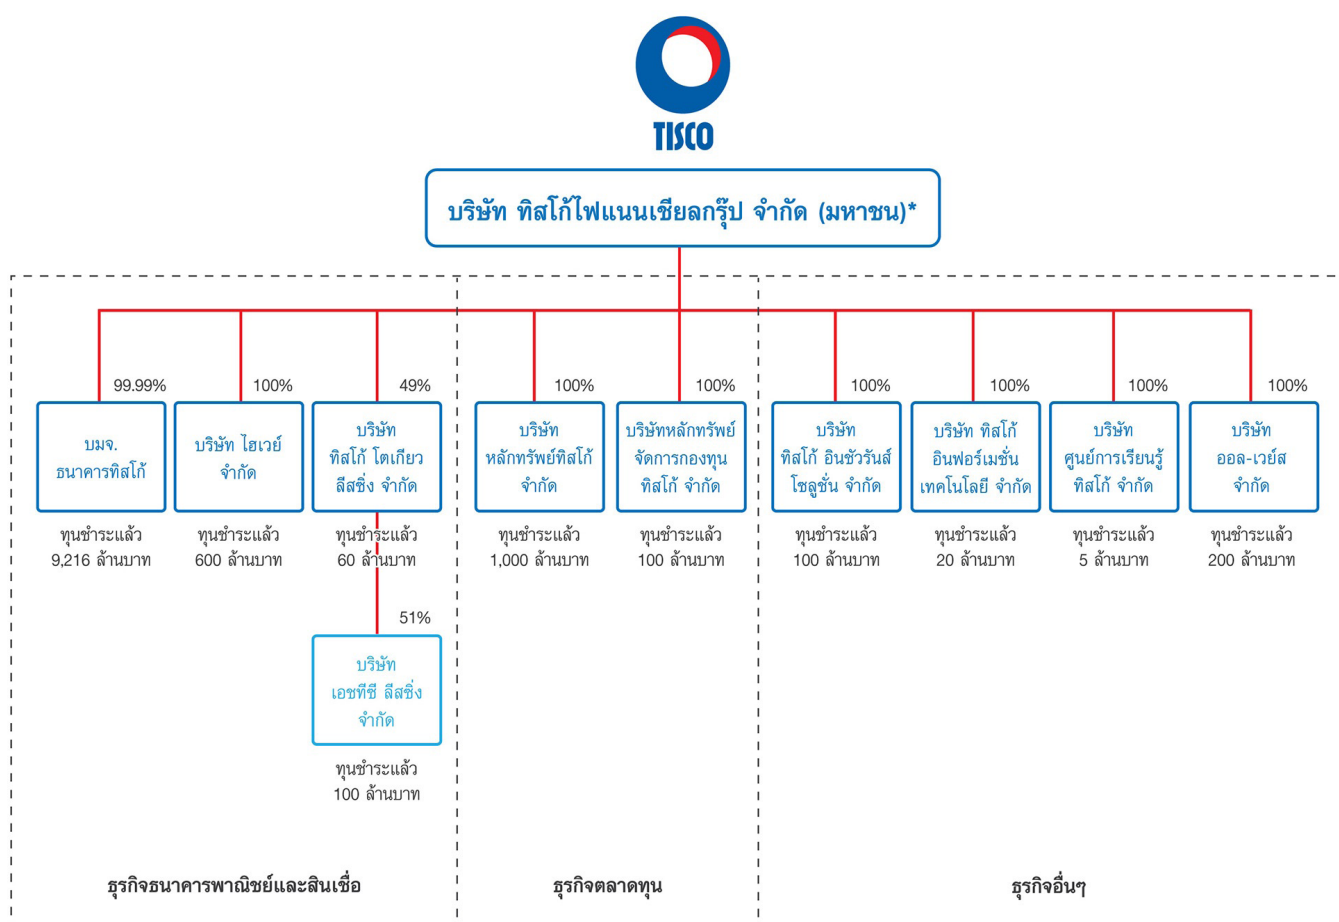 TISCO
บริษัท ทิสโก้ไฟแนนเชียลกรุ๊ป จำกัด (มหาชน)*
99.99%
บมจ.
ธนาคารทิสโก้
ทุนชำระแล้ว
9,216 ล้านบาท
100%
บริษัท ไฮเวย์
จำกัด
ทุนชำระแล้ว
600 ล้านบาท
49%
บริษัท
ทิสโก้ โตเกียว
ลีสซิ่ง จำกัด
ทุนชำระแล้ว
60 ล้านบาท
51%
บริษัท
เอชทีซี ลีสซิ่ง
จำกัด
ทุนชำระแล้ว
100 ล้านบาท
ธุรกิจธนาคารพาณิชย์และสินเชื่อ
100%
บริษัท
หลักทรัพย์ทิสโก้
จำกัด
ทุนชำระแล้ว
1,000 ล้านบาท
100%
บริษัทหลักทรัพย์
จัดการกองทุน
ทิสโก้ จำกัด
ทุนชำระแล้ว
100 ล้านบาท
ธุรกิจตลาดทุน
100%
บริษัท
ทิสโก้ อินชัวรันส์
โซลูชั่น จำกัด
ทุนชำระแล้ว
100 ล้านบาท
100%
บริษัท ทิสโก้
อินฟอร์เมชั่น
เทคโนโลยี จำกัด
ทุนชำระแล้ว
20 ล้านบาท
100%
บริษัท
ศูนย์การเรียนรู้
ทิสโก้ จำกัด
ทุนชำระแล้ว
5 ล้านบาท
100%
บริษัท
ออล-เวย์ส
จำกัด
ทุนชำระแล้ว
200 ล้านบาท
ธุรกิจอื่นๆ